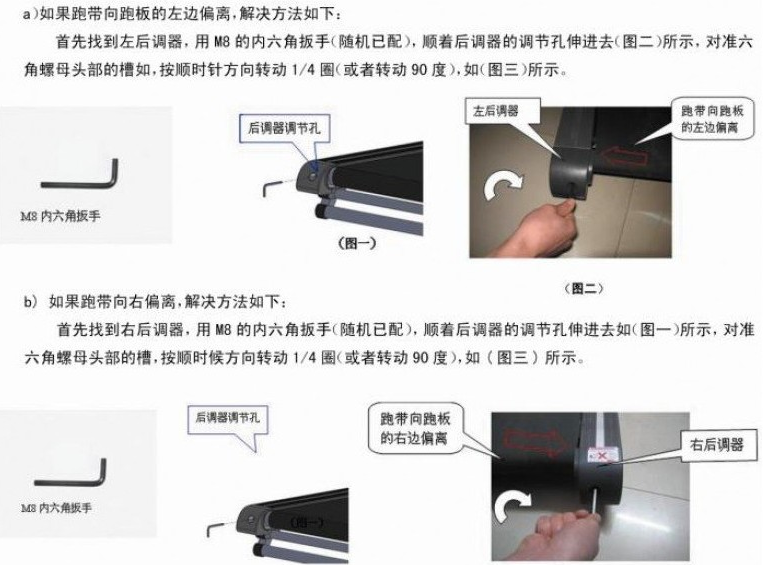 a)如果跑带向跑板的左边偏离,解决方法如下:
首先找到左后调器,用 M8 的内六角扳手(随机已配),顺着后调器的调节孔伸进去(图二)所示,对准六
角螺母头部的槽如,按顺时针方向转动 1/4 圈(或者转动 90 度),如(图三)所示。
后调器调节孔
左后调器
跑带向跑板
的左边偏离
M8 内六角扳手
(图一)
(图二)
b) 如果跑带向右偏离,解决方法如下:
首先找到右后调器,用 M8 的内六角扳手(随机已配),顺着后调器的调节孔伸进去如(图一)所示,对准
六角螺母头部的槽,按顺时候方向转动 1/4 圈(或者转动 90 度),如(图三)所示。
后调器调节孔
跑带向跑板
的右边偏离
右后调器
M8 内六角扳手
(图一)